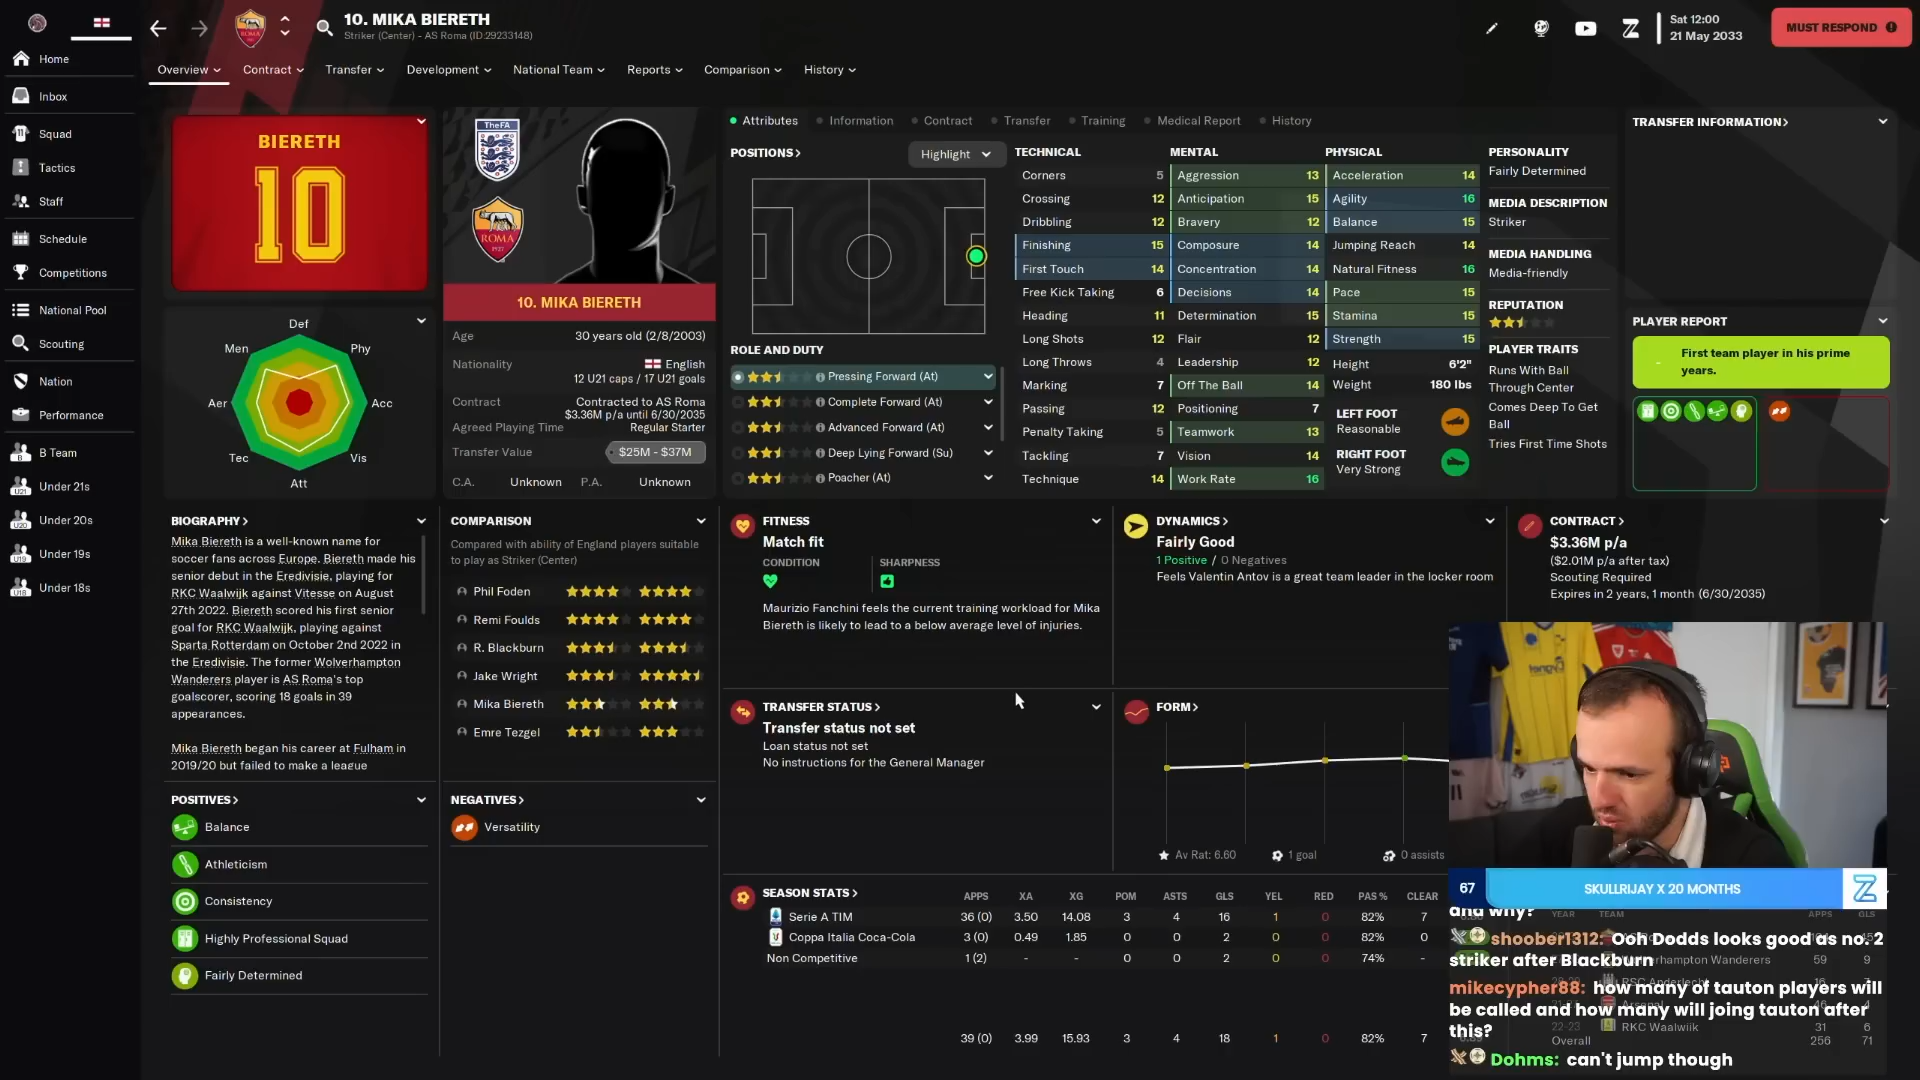 10. MIKA BIERETH
Striker (Center) - AS Roma (ID:29233148)
Sat 12:00
21 May 2033
MUST RESPOND
Home
Inbox
Squad
Tactics
Staff
Schedule
Competitions
National Pool
Scouting
Nation
Performance
B Team
Under 21s
Under 20s
Under 19s
Under 18s
Overview
Contract
Transfer
Development
National Team
Reports
Comparison
History
BIERETH
10
Def
Phy
Acc
Vis
Att
Tec
Aer
Men
TheFA
ROMA
1927
10. MIKA BIERETH
Age 30 years old (2/8/2003)
Nationality English
12 U21 caps / 17 U21 goals
Contract Contracted to AS Roma
$3.36M p/a until 6/30/2035
Agreed Playing Time Regular Starter
Transfer Value $25M - $37M
C.A. Unknown P.A. Unknown
Attributes
Information
Contract
Transfer
Training
Medical Report
History
POSITIONS>
Highlight
ROLE AND DUTY
Pressing Forward (At)
Complete Forward (At)
Advanced Forward (At)
Deep Lying Forward (Su)
Poacher (At)
TECHNICAL
Corners 5
Crossing 12
Dribbling 12
Finishing 15
First Touch 14
Free Kick Taking 6
Heading 11
Long Shots 12
Long Throws 4
Marking 7
Passing 12
Penalty Taking 5
Tackling 7
Technique 14
MENTAL
Aggression 13
Anticipation 15
Bravery 12
Composure 14
Concentration 14
Decisions 14
Determination 15
Flair 12
Leadership 12
Off The Ball 14
Positioning 7
Teamwork 13
Vision 14
Work Rate 16
PHYSICAL
Acceleration 14
Agility 16
Balance 15
Jumping Reach 14
Natural Fitness 16
Pace 15
Stamina 15
Strength 15
Height 6'2"
Weight 180 lbs
LEFT FOOT
Reasonable
RIGHT FOOT
Very Strong
PERSONALITY
Fairly Determined
MEDIA DESCRIPTION
Striker
MEDIA HANDLING
Media-friendly
REPUTATION
PLAYER TRAITS
Runs With Ball
Through Center
Comes Deep To Get
Ball
Tries First Time Shots
TRANSFER INFORMATION>
PLAYER REPORT
First team player in his prime
years.
BIOGRAPHY>
Mika Biereth is a well-known name for
soccer fans across Europe. Biereth made his
senior debut in the Eredivisie, playing for
RKC Waalwijk against Vitesse on August
27th 2022. Biereth scored his first senior
goal for RKC Waalwijk, playing against
Sparta Rotterdam on October 2nd 2022 in
the Eredivisie. The former Wolverhampton
Wanderers player is AS Roma's top
goalscorer, scoring 18 goals in 39
appearances.
Mika Biereth began his career at Fulham in
2019/20 but failed to make a league
COMPARISON
Compared with ability of England players suitable
to play as Striker (Center)
Phil Foden
Remi Foulds
R. Blackburn
Jake Wright
Mika Biereth
Emre Tezgel
POSITIVES>
Balance
Athleticism
Consistency
Highly Professional Squad
Fairly Determined
NEGATIVES>
Versatility
FITNESS
Match fit
CONDITION
SHARPNESS
Maurizio Fanchini feels the current training workload for Mika
Biereth is likely to lead to a below average level of injuries.
DYNAMICS>
Fairly Good
1 Positive / 0 Negatives
Feels Valentin Antov is a great team leader in the locker room
CONTRACT>
$3.36M p/a
($2.01M p/a after tax)
Scouting Required
Expires in 2 years, 1 month (6/30/2035)
TRANSFER STATUS>
Transfer status not set
Loan status not set
No instructions for the General Manager
FORM>
Av Rat: 6.60
1 goal
0 assists
SEASON STATS> APPS XA XG POM ASTS GLS YEL RED PAS % CLEAR
Serie A TIM 36 (0) 3.50 14.08 3 4 16 1 0 82% 7
Coppa Italia Coca-Cola 3 (0) 0.49 1.85 0 0 2 0 0 82% 0
Non Competitive 1 (2) - - 0 0 2 0 0 74% -
39 (0) 3.99 15.93 3 4 18 1 0 82% 7
67
SKULLRIJAY X 20 MONTHS
and why?
YEAR TEAM APPS GLS
shoober1312: Ooh Dodds looks good as no. 2
striker after Blackburn
Wanderers 59 9
RSC Anderlecht
mikecypher88: how many of tauton players will
be called and how many will joing tauton after
this?
Arsenal
22-23 RKC Waalwijk 31 6
Overall 256 71
Dohms: can't jump though